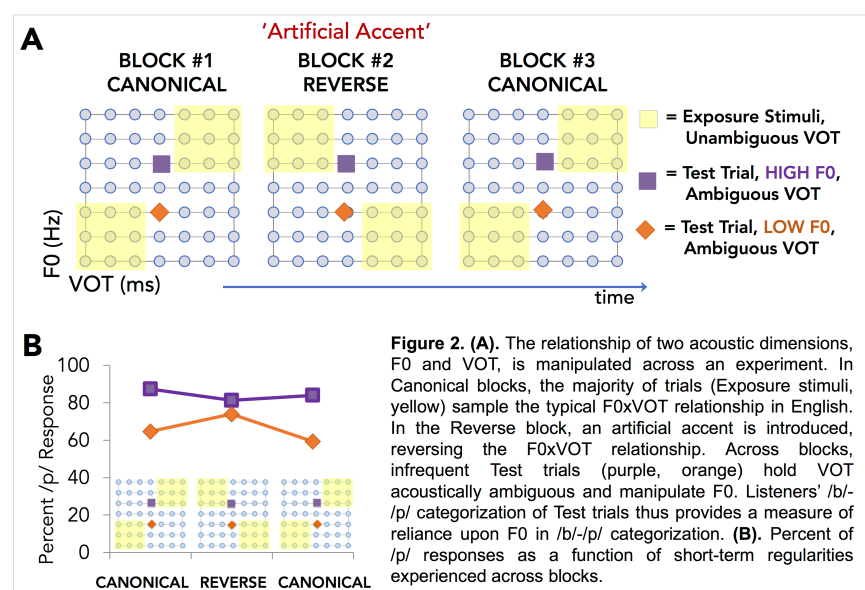 A
'Artificial Accent'
BLOCK #1
CANONICAL
BLOCK #2
REVERSE
BLOCK #3
CANONICAL
= Exposure Stimuli,
Unambiguous VOT
= Test Trial, HIGH F0,
Ambiguous VOT
= Test Trial, LOW F0,
Ambiguous VOT
F0 (Hz)
VOT (ms)
time
B
Percent /p/ Response
100
80
60
40
20
0
CANONICAL REVERSE CANONICAL
Figure 2. (A). The relationship of two acoustic dimensions,
F0 and VOT, is manipulated across an experiment. In
Canonical blocks, the majority of trials (Exposure stimuli,
yellow) sample the typical F0xVOT relationship in English.
In the Reverse block, an artificial accent is introduced,
reversing the F0xVOT relationship. Across blocks,
infrequent Test trials (purple, orange) hold VOT
acoustically ambiguous and manipulate F0. Listeners' /b/-
/p/ categorization of Test trials thus provides a measure of
reliance upon F0 in /b/-/p/ categorization. (B). Percent of
/p/ responses as a function of short-term regularities
experienced across blocks.